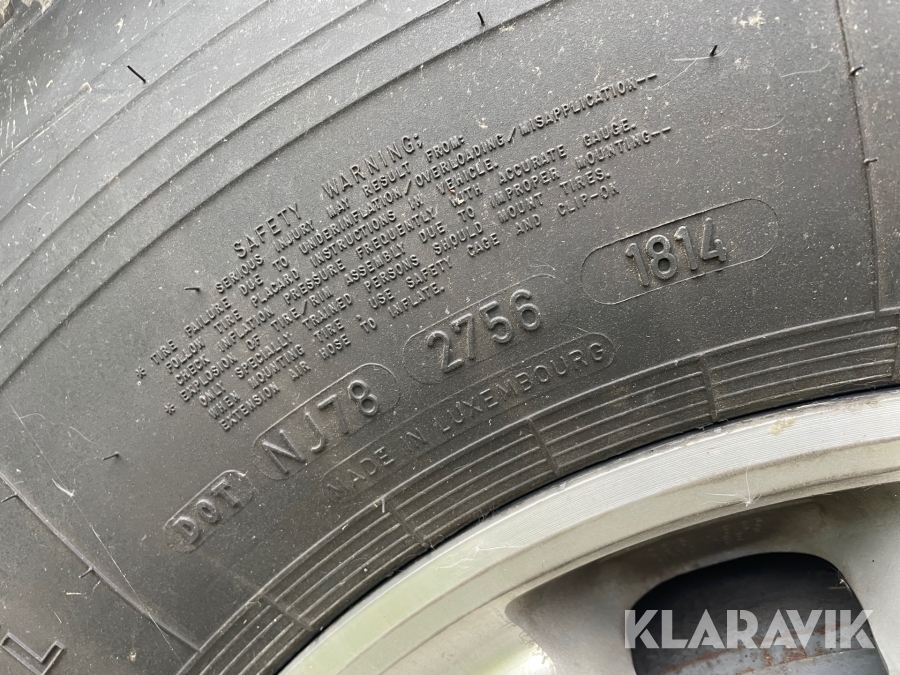 SAFETY WARNING:
SERIOUS INJURY MAY RESULT FROM:
* TIRE FAILURE DUE TO UNDERINFLATION/OVERLOADING/MISAPPLICATION--
FOLLOW TIRE PLACARD INSTRUCTIONS IN VEHICLE.
CHECK INFLATION PRESSURE FREQUENTLY WITH ACCURATE GAUGE.
* EXPLOSION OF TIRE/RIM ASSEMBLY DUE TO IMPROPER MOUNTING--
ONLY SPECIALLY TRAINED PERSONS SHOULD MOUNT TIRES.
WHEN MOUNTING TIRE, USE SAFETY CAGE AND CLIP-ON
EXTENSION AIR HOSE TO INFLATE.
DOT NJ78 2756 1814
MADE IN LUXEMBOURG
KLARAVIK